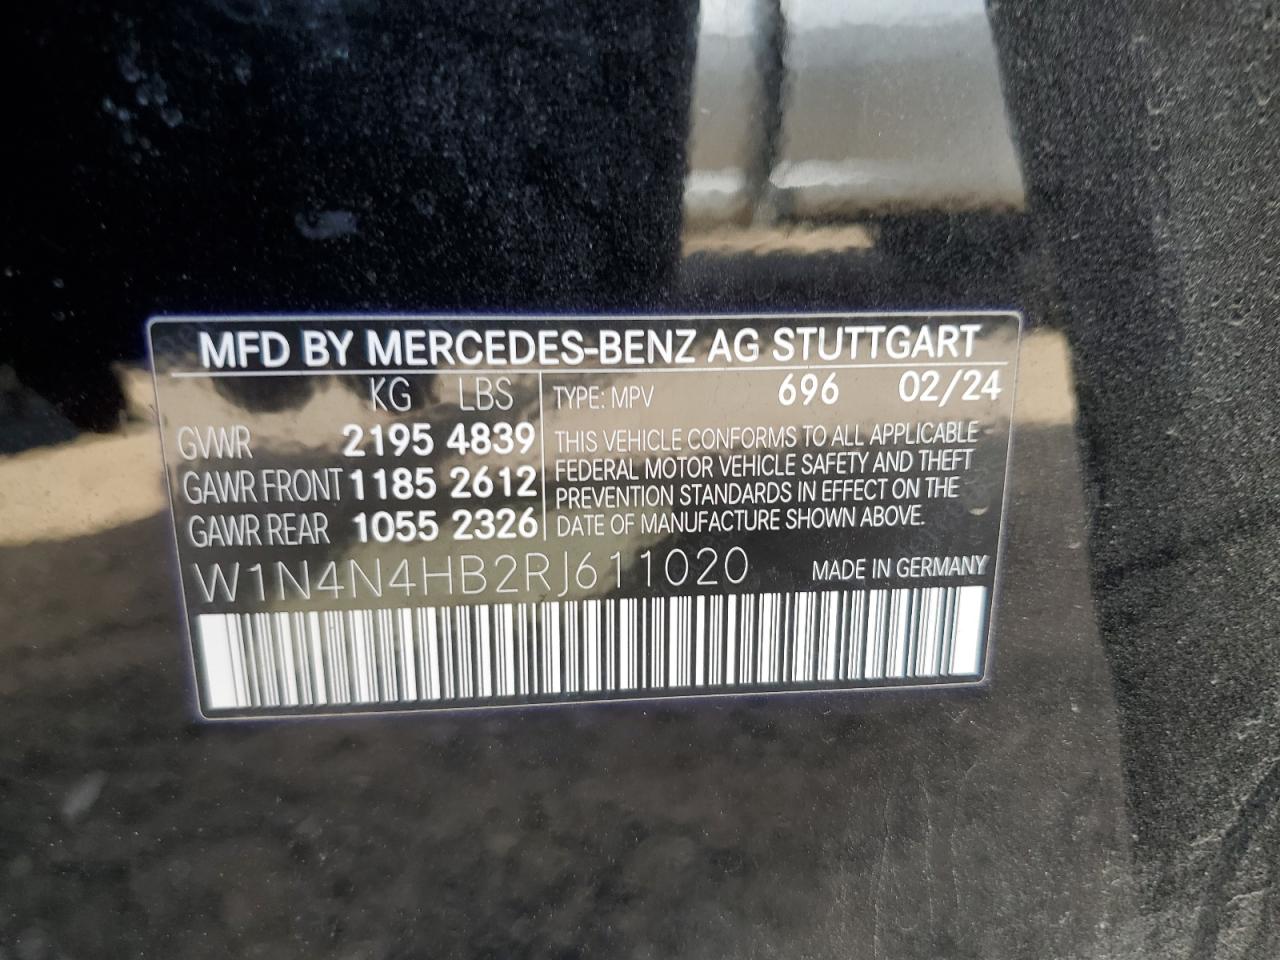 MFD BY MERCEDES-BENZ AG STUTTGART
KG LBS
GVWR 2195 4839
GAWR FRONT 1185 2612
GAWR REAR 1055 2326
TYPE: MPV 696 02/24
THIS VEHICLE CONFORMS TO ALL APPLICABLE
FEDERAL MOTOR VEHICLE SAFETY AND THEFT
PREVENTION STANDARDS IN EFFECT ON THE
DATE OF MANUFACTURE SHOWN ABOVE.
W1N4N4HB2RJ611020 MADE IN GERMANY